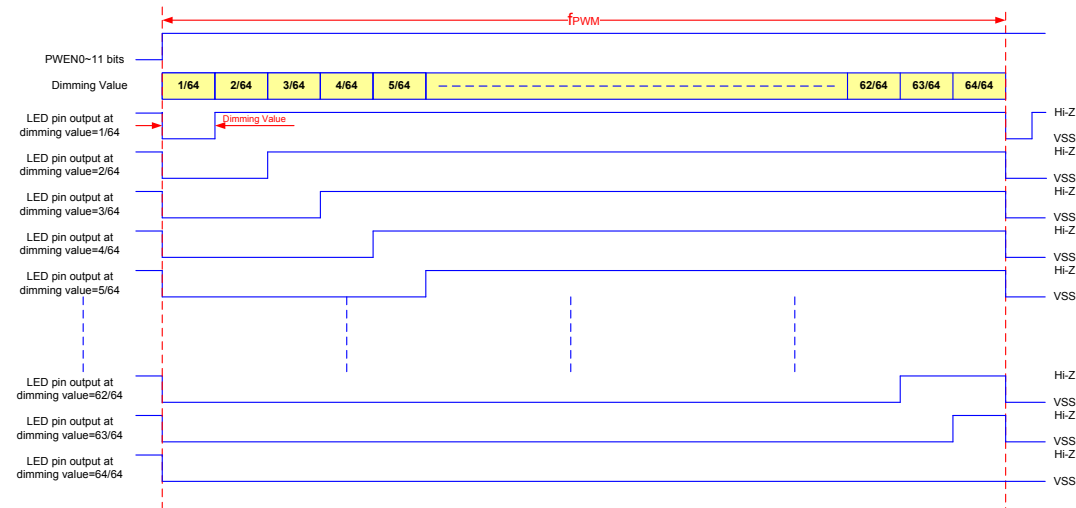 fPWM
PWEN0~11 bits
Dimming Value
1/64
2/64
3/64
4/64
5/64
62/64
63/64
64/64
LED pin output at
dimming value=1/64
Dimming Value
Hi-Z
VSS
LED pin output at
dimming value=2/64
Hi-Z
VSS
LED pin output at
dimming value=3/64
Hi-Z
VSS
LED pin output at
dimming value=4/64
Hi-Z
VSS
LED pin output at
dimming value=5/64
Hi-Z
VSS
LED pin output at
dimming value=62/64
Hi-Z
VSS
LED pin output at
dimming value=63/64
Hi-Z
VSS
LED pin output at
dimming value=64/64
Hi-Z
VSS